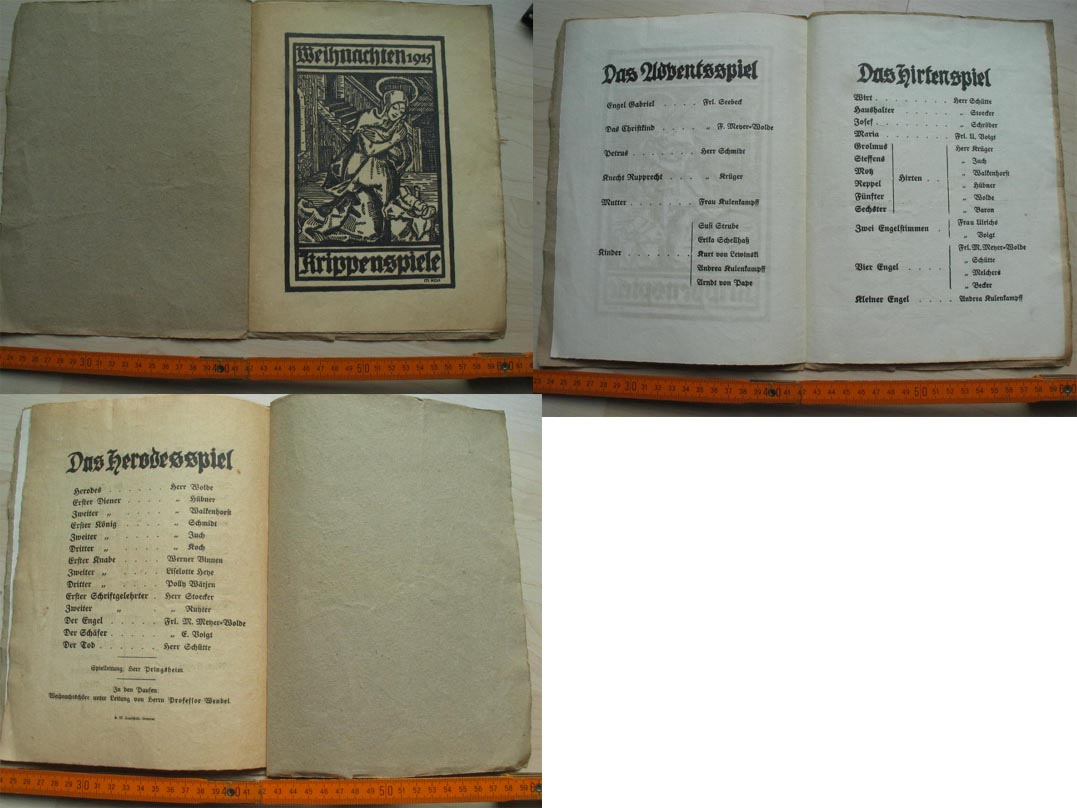 Weihnachten 1915
Krippenspiele
Das Adventsspiel
Engel Gabriel . . . . Frl. Seebeck
Das Christkind . . . . „ F. Meyer-Wolde
Petrus . . . . . . . Herr Schmidt
Knecht Rupprecht . . . . „ Krüger
Mutter . . . . . . . Frau Kulenkampff
Susi Strube
Erika Schellhaß
Kinder . . . . . . . Kurt von Lewinski
Andrea Kulenkampff
Arndt von Pape
Das Hirtenspiel
Wirt . . . . . . . . Herr Schütte
Haushalter . . . . . . „ Stoecker
Josef . . . . . . . . „ Schröder
Maria . . . . . . . Frl. U. Voigt
Grolmus Herr Krüger
Steffens „ Juch
Motz „ Walkenhorst
Reppel Hirten . . „ Hübner
Fünfter „ Wolde
Sechster „ Baron
Zwei Engelstimmen . Frau Ulrichs
„ Voigt
Frl. M. Meyer-Wolde
Vier Engel . . . . „ Schütte
„ Melchers
„ Becker
Kleiner Engel . . . . Andrea Kulenkampff
Das Herodesspiel
Herodes . . . . . . Herr Wolde
Erster Diener . . . . „ Hübner
Zweiter „ . . . . „ Walkenhorst
Erster König . . . . „ Schmidt
Zweiter „ . . . . „ Juch
Dritter „ . . . . „ Koch
Erster Knabe . . . . Werner Vinnen
Zweiter „ . . . . Liselotte Heye
Dritter „ . . . . Polly Wätjen
Erster Schriftgelehrter . Herr Stoecker
Zweiter „ . „ Ruyter
Der Engel . . . . . Frl. M. Meyer-Wolde
Der Schäfer . . . . . „ E. Voigt
Der Tod . . . . . . Herr Schütte
Spielleitung: Herr Pringsheim
In den Pausen:
Weihnachtschöre unter Leitung von Herrn Professor Wendel.